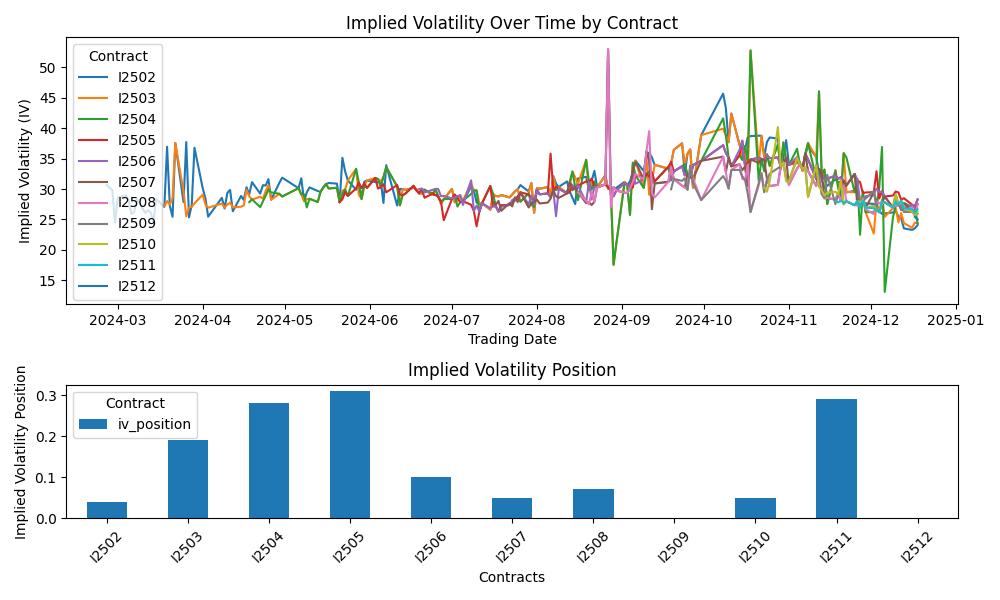 Implied Volatility Over Time by Contract
Implied Volatility (IV)
50
45
40
35
30
25
20
15
Contract
I2502
I2503
I2504
I2505
I2506
I2507
I2508
I2509
I2510
I2511
I2512
2024-03 2024-04 2024-05 2024-06 2024-07 2024-08 2024-09 2024-10 2024-11 2024-12 2025-01
Trading Date
Implied Volatility Position
Implied Volatility Position
0.3
0.2
0.1
0.0
Contract
iv_position
I2502 I2503 I2504 I2505 I2506 I2507 I2508 I2509 I2510 I2511 I2512
Contracts